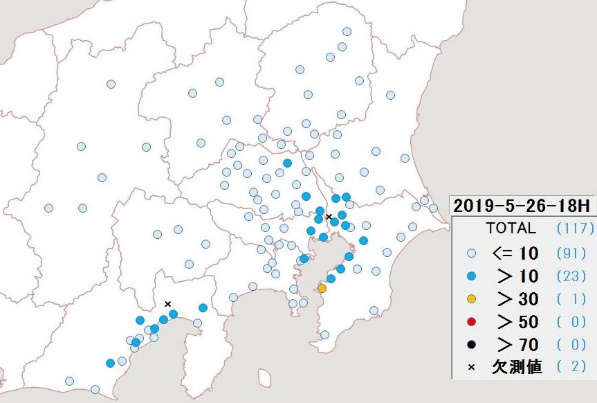 2019-5-26-18H
TOTAL (117)
<= 10 (91)
> 10 (23)
> 30 ( 1)
> 50 ( 0)
> 70 ( 0)
× 欠測値 ( 2)